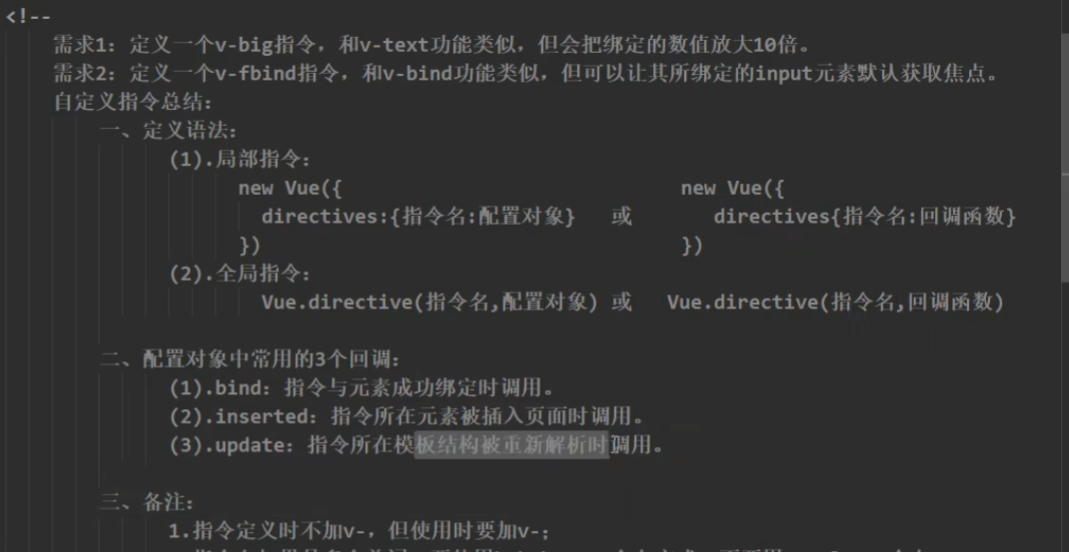 <!--
需求1：定义一个v-big指令，和v-text功能类似，但会把绑定的数值放大10倍。
需求2：定义一个v-fbind指令，和v-bind功能类似，但可以让其所绑定的input元素默认获取焦点。
自定义指令总结：
一、定义语法：
(1).局部指令：
new Vue({ new Vue({
directives:{指令名:配置对象} 或 directives{指令名:回调函数}
}) })
(2).全局指令：
Vue.directive(指令名,配置对象) 或 Vue.directive(指令名,回调函数)
二、配置对象中常用的3个回调：
(1).bind：指令与元素成功绑定时调用。
(2).inserted：指令所在元素被插入页面时调用。
(3).update：指令所在模板结构被重新解析时调用。
三、备注：
1.指令定义时不加v-，但使用时要加v-；